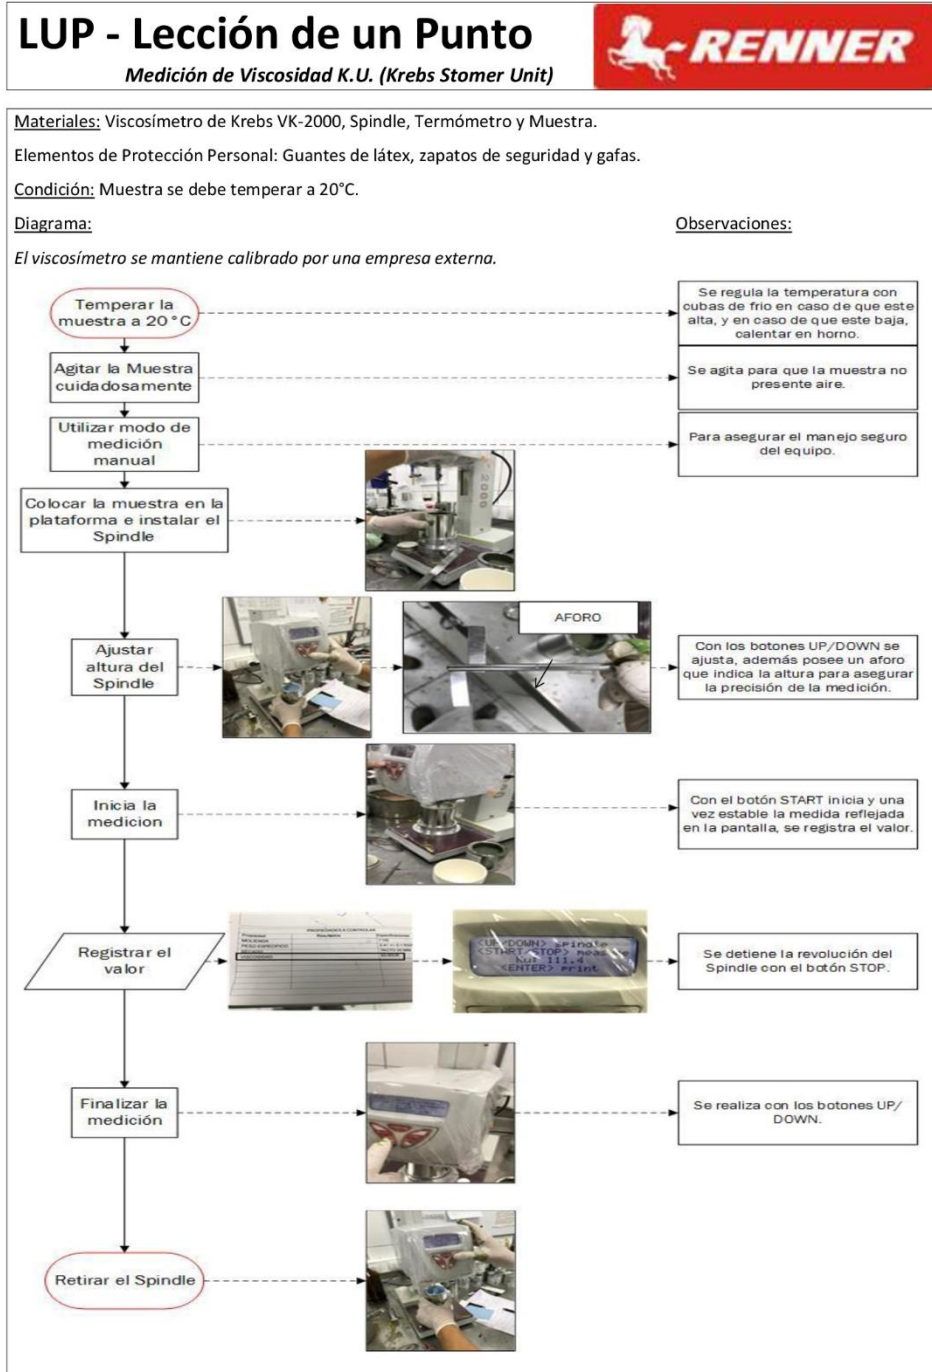 LUP - Lección de un Punto
Medición de Viscosidad K.U. (Krebs Stomer Unit)
RENNER
Materiales: Viscosímetro de Krebs VK-2000, Spindle, Termómetro y Muestra.
Elementos de Protección Personal: Guantes de látex, zapatos de seguridad y gafas.
Condición: Muestra se debe temperar a 20°C.
Diagrama:
Observaciones:
El viscosímetro se mantiene calibrado por una empresa externa.
Temperar la
muestra a 20°C
Se regula la temperatura con
cubas de frio en caso de que este
alta, y en caso de que este baja,
calentar en horno.
Agitar la Muestra
cuidadosamente
Se agita para que la muestra no
presente aire.
Utilizar modo de
medición
manual
Para asegurar el manejo seguro
del equipo.
Colocar la muestra en la
plataforma e instalar el
Spindle
2000
Ajustar
altura del
Spindle
AFORO
Con los botones UP/DOWN se
ajusta, además posee un aforo
que indica la altura para asegurar
la precisión de la medición.
Inicia la
medicion
Con el botón START inicia y una
vez estable la medida reflejada
en la pantalla, se registra el valor.
Registrar el
valor
PROPIEDADES A CONTROLAR
MOLIENDA
PESO ESPECIFICO
SECADO
VISCOSIDAD
<UP/DOWN> spindle
<START/STOP> measure
KU: 111.4
<ENTER> print
Se detiene la revolución del
Spindle con el botón STOP.
Finalizar la
medición
Se realiza con los botones UP/
DOWN.
Retirar el Spindle